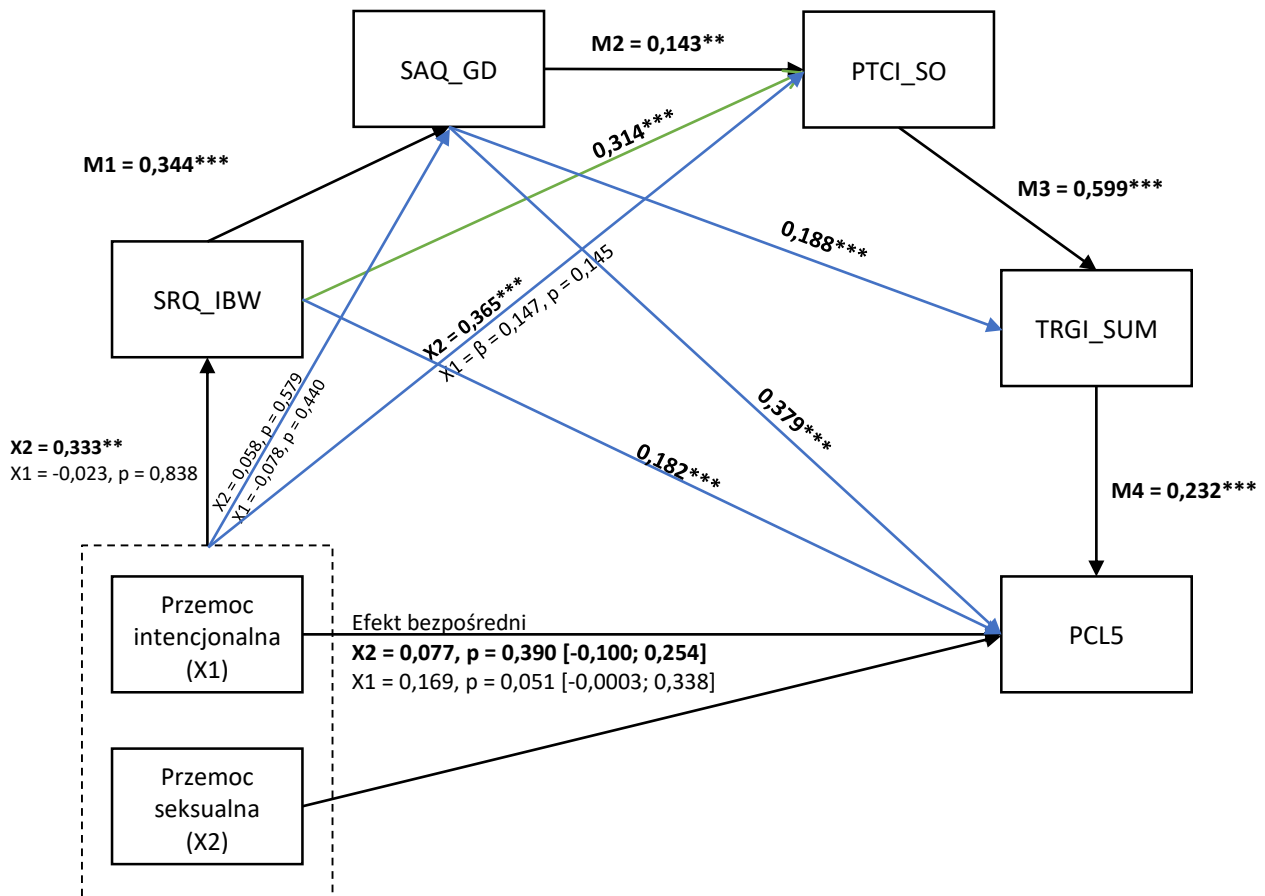 M2 = 0,143**
SAQ_GD
PTCI_SO
M1 = 0,344***
0,314***
M3 = 0,599***
0,188***
SRQ_IBW
X2 = 0,365***
X1 = β = 0,147, p = 0,145
TRGI_SUM
X2 = 0,058, p = 0,579
X1 = -0,078, p = 0,440
0,379***
X2 = 0,333**
X1 = -0,023, p = 0,838
0,182***
M4 = 0,232***
Przemoc
intencjonalna
(X1)
Efekt bezpośredni
X2 = 0,077, p = 0,390 [-0,100; 0,254]
X1 = 0,169, p = 0,051 [-0,0003; 0,338]
PCL5
Przemoc
seksualna
(X2)